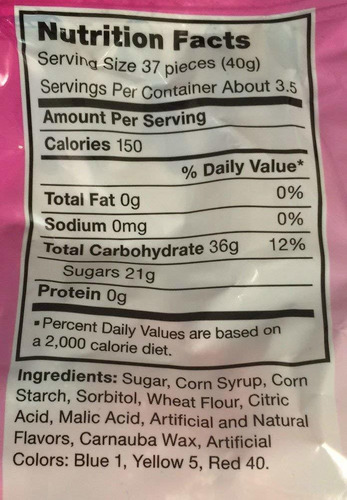 Nutrition Facts
Serving Size 37 pieces (40g)
Servings Per Container About 3.5
Amount Per Serving
Calories 150
% Daily Value*
Total Fat 0g 0%
Sodium 0mg 0%
Total Carbohydrate 36g 12%
Sugars 21g
Protein 0g
▪Percent Daily Values are based on
a 2,000 calorie diet.
Ingredients: Sugar, Corn Syrup, Corn
Starch, Sorbitol, Wheat Flour, Citric
Acid, Malic Acid, Artificial and Natural
Flavors, Carnauba Wax, Artificial
Colors: Blue 1, Yellow 5, Red 40.